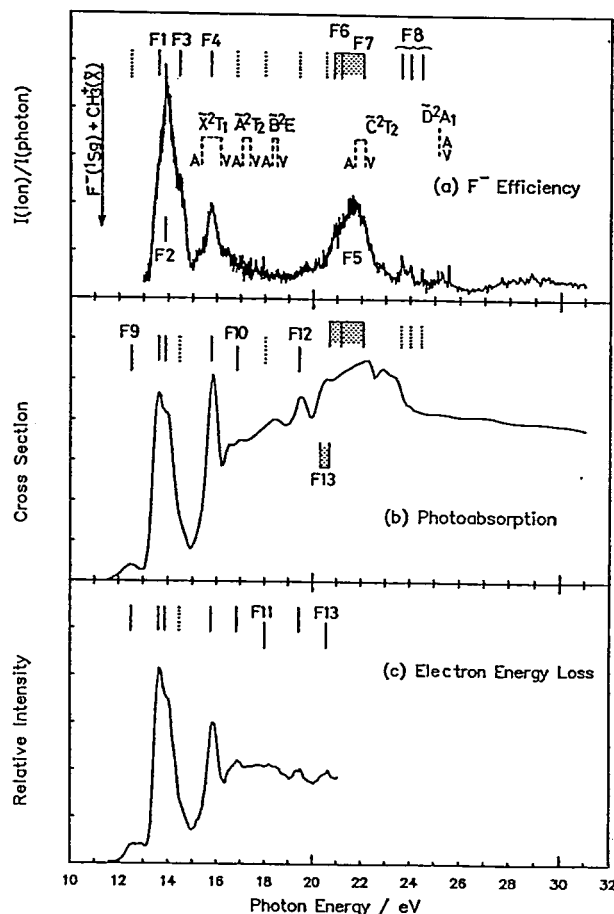 F1 F3 F4 F6 F7 F8
F⁻(¹Sg) + CH₃⁺(X̃)
X̃²T₁ Ã²T₂ B̃²E C̃²T₂ D̃²A₁
A VA VA V A V A V
F2 F5
(a) F⁻ Efficiency
I(ion)/I(photon)
F9 F10 F12
F13
(b) Photoabsorption
Cross Section
F11 F13
(c) Electron Energy Loss
Relative Intensity
10 12 14 16 18 20 22 24 26 28 30 32
Photon Energy / eV